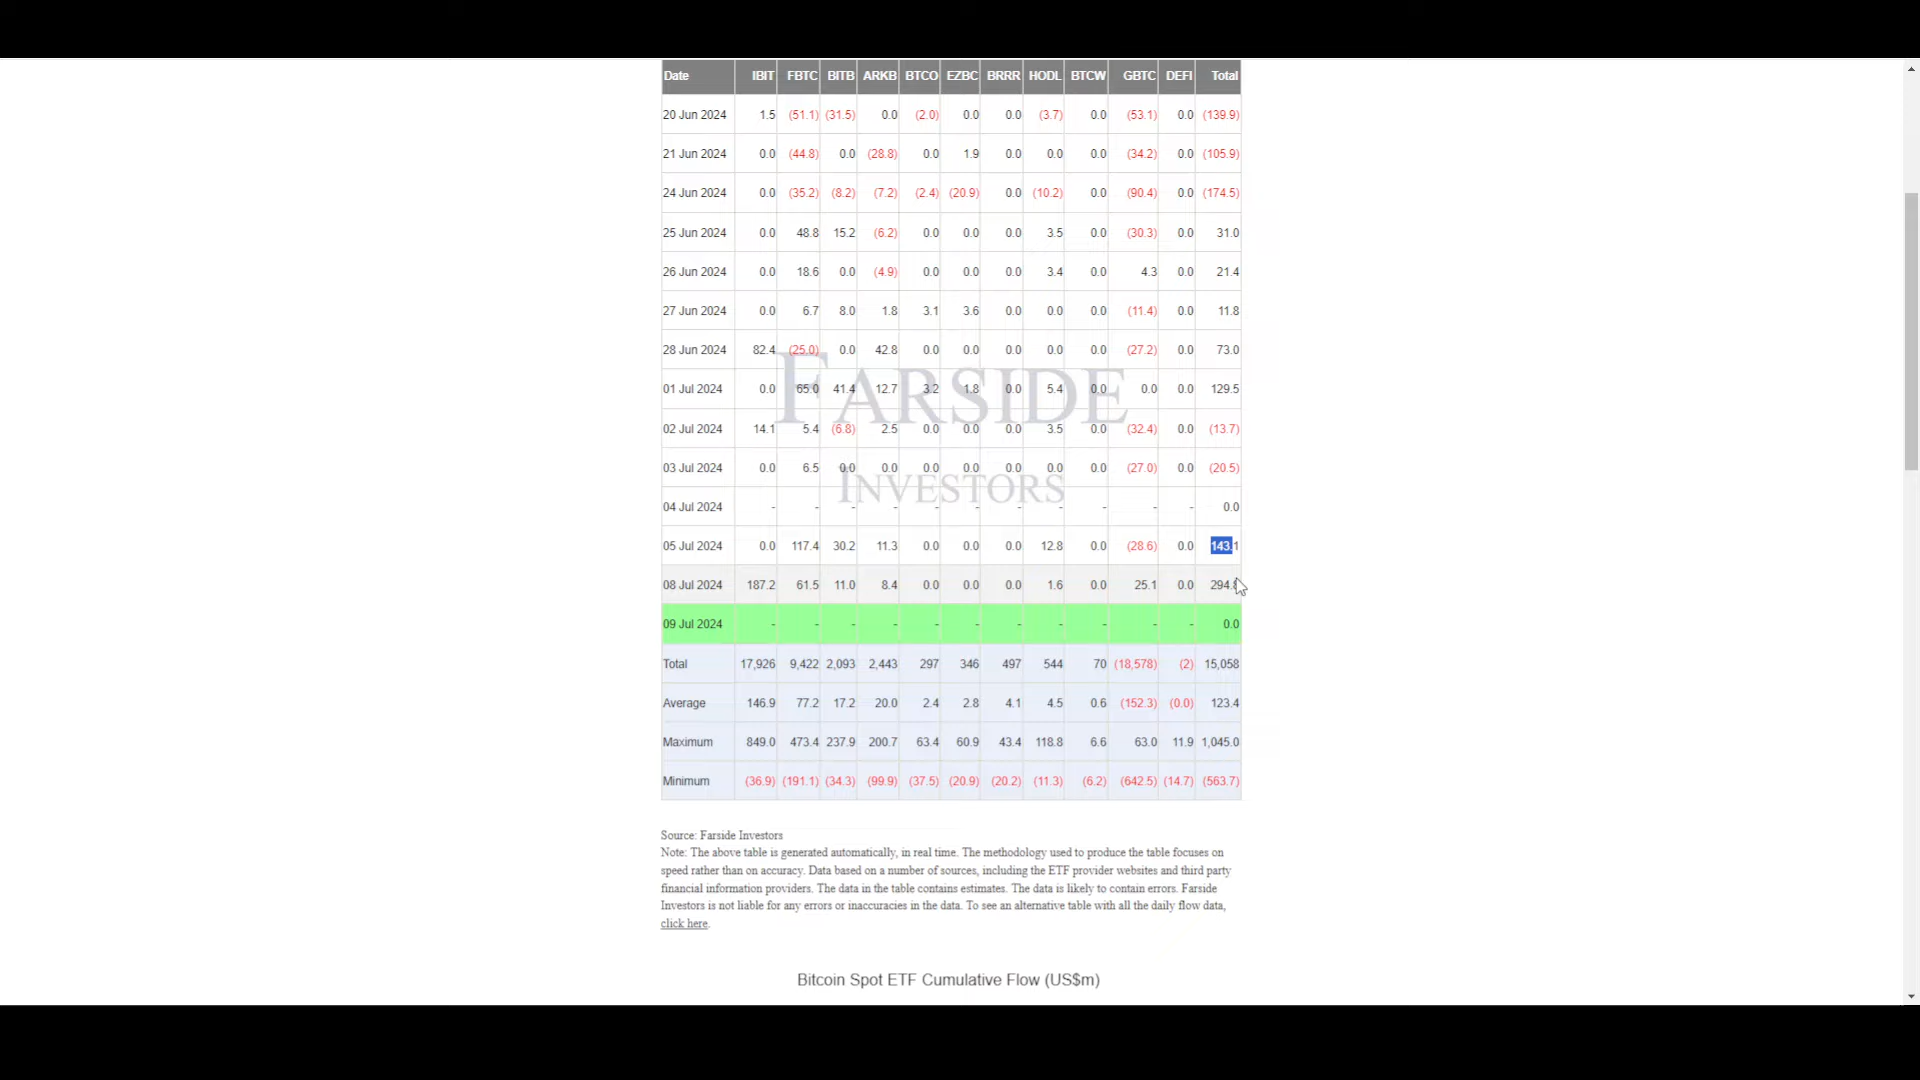 Date IBIT FBTC BITB ARKB BTCO EZBC BRRR HODL BTCW GBTC DEFI Total
20 Jun 2024 1.5 (51.1) (31.5) 0.0 (2.0) 0.0 0.0 (3.7) 0.0 (53.1) 0.0 (139.9)
21 Jun 2024 0.0 (44.8) 0.0 (28.8) 0.0 1.9 0.0 0.0 0.0 (34.2) 0.0 (105.9)
24 Jun 2024 0.0 (35.2) (8.2) (7.2) (2.4) (20.9) 0.0 (10.2) 0.0 (90.4) 0.0 (174.5)
25 Jun 2024 0.0 48.8 15.2 (6.2) 0.0 0.0 0.0 3.5 0.0 (30.3) 0.0 31.0
26 Jun 2024 0.0 18.6 0.0 (4.9) 0.0 0.0 0.0 3.4 0.0 4.3 0.0 21.4
27 Jun 2024 0.0 6.7 8.0 1.8 3.1 3.6 0.0 0.0 0.0 (11.4) 0.0 11.8
28 Jun 2024 82.4 (25.0) 0.0 42.8 0.0 0.0 0.0 0.0 0.0 (27.2) 0.0 73.0
01 Jul 2024 0.0 65.0 41.4 12.7 3.2 1.8 0.0 5.4 0.0 0.0 0.0 129.5
FARSIDE
02 Jul 2024 14.1 5.4 (6.8) 2.5 0.0 0.0 0.0 3.5 0.0 (32.4) 0.0 (13.7)
03 Jul 2024 0.0 6.5 0.0 0.0 0.0 0.0 0.0 0.0 0.0 (27.0) 0.0 (20.5)
INVESTORS
04 Jul 2024 - - - - - - - - - - - 0.0
05 Jul 2024 0.0 117.4 30.2 11.3 0.0 0.0 0.0 12.8 0.0 (28.6) 0.0 143.1
08 Jul 2024 187.2 61.5 11.0 8.4 0.0 0.0 0.0 1.6 0.0 25.1 0.0 294.8
09 Jul 2024 - - - - - - - - - - - 0.0
Total 17,926 9,422 2,093 2,443 297 346 497 544 70 (18,578) (2) 15,058
Average 146.9 77.2 17.2 20.0 2.4 2.8 4.1 4.5 0.6 (152.3) (0.0) 123.4
Maximum 849.0 473.4 237.9 200.7 63.4 60.9 43.4 118.8 6.6 63.0 11.9 1,045.0
Minimum (36.9) (191.1) (34.3) (99.9) (37.5) (20.9) (20.2) (11.3) (6.2) (642.5) (14.7) (563.7)
Source: Farside Investors
Note: The above table is generated automatically, in real time. The methodology used to produce the table focuses on
speed rather than on accuracy. Data based on a number of sources, including the ETF provider websites and third party
financial information providers. The data in the table contains estimates. The data is likely to contain errors. Farside
Investors is not liable for any errors or inaccuracies in the data. To see an alternative table with all the daily flow data,
click here.
Bitcoin Spot ETF Cumulative Flow (US$m)